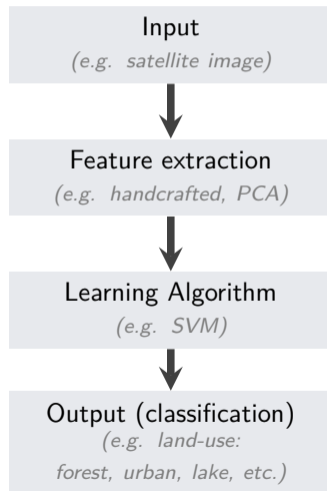 Input
(e.g. satellite image)
Feature extraction
(e.g. handcrafted, PCA)
Learning Algorithm
(e.g. SVM)
Output (classification)
(e.g. land-use:
forest, urban, lake, etc.)